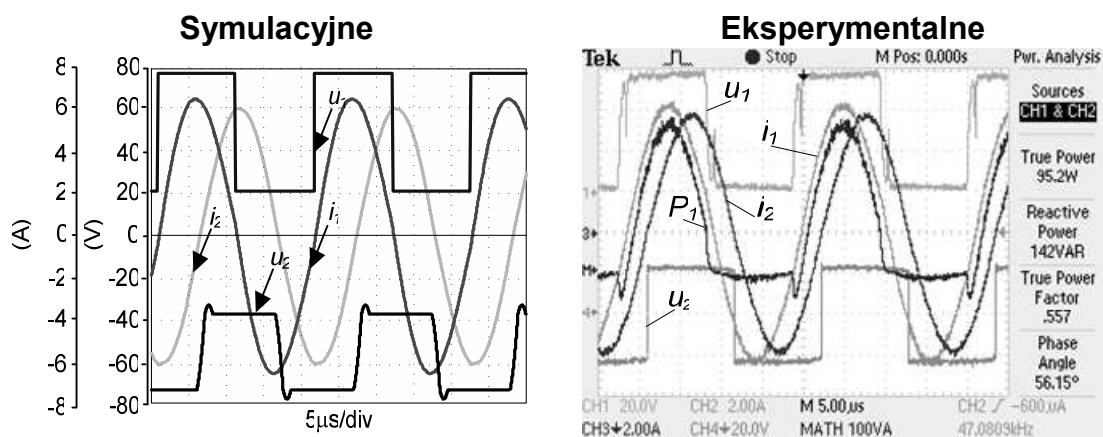 Symulacyjne
8
6
4
2
0
-2
-4
-6
-8
(A)
80
60
40
20
0
-20
-40
-60
-80
(V)
u1
i2
i1
u2
5µs/div
Eksperymentalne
Tek
Stop
M Pos: 0.000s
Pwr. Analysis
Sources
CH1 & CH2
True Power
95.2W
Reactive
Power
142VAR
True Power
Factor
.557
Phase
Angle
56.15°
u1
i1
P1
i2
u2
CH1 20.0V CH2 2.00A M 5.00µs CH2 -600µA
CH3 2.00A CH4 20.0V MATH 100VA 47.0809kHz